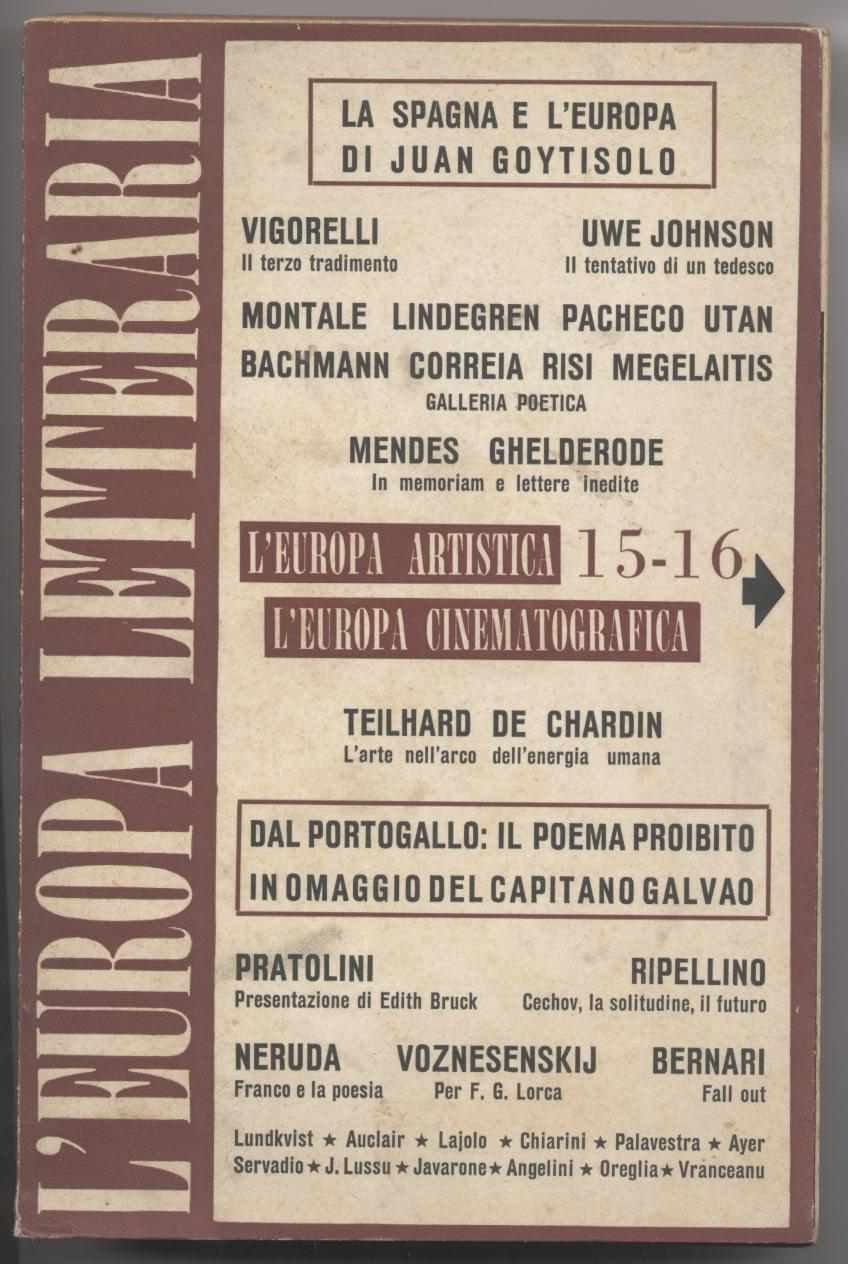 L'EUROPA LETTERARIA
LA SPAGNA E L'EUROPA
DI JUAN GOYTISOLO
VIGORELLI UWE JOHNSON
Il terzo tradimento Il tentativo di un tedesco
MONTALE LINDEGREN PACHECO UTAN
BACHMANN CORREIA RISI MEGELAITIS
GALLERIA POETICA
MENDES GHELDERODE
In memoriam e lettere inedite
L'EUROPA ARTISTICA 15-16
L'EUROPA CINEMATOGRAFICA
TEILHARD DE CHARDIN
L'arte nell'arco dell'energia umana
DAL PORTOGALLO: IL POEMA PROIBITO
IN OMAGGIO DEL CAPITANO GALVAO
PRATOLINI RIPELLINO
Presentazione di Edith Bruck Cechov, la solitudine, il futuro
NERUDA VOZNESENSKIJ BERNARI
Franco e la poesia Per F. G. Lorca Fall out
Lundkvist ★ Auclair ★ Lajolo ★ Chiarini ★ Palavestra ★ Ayer
Servadio ★ J. Lussu ★ Javarone ★ Angelini ★ Oreglia ★ Vranceanu